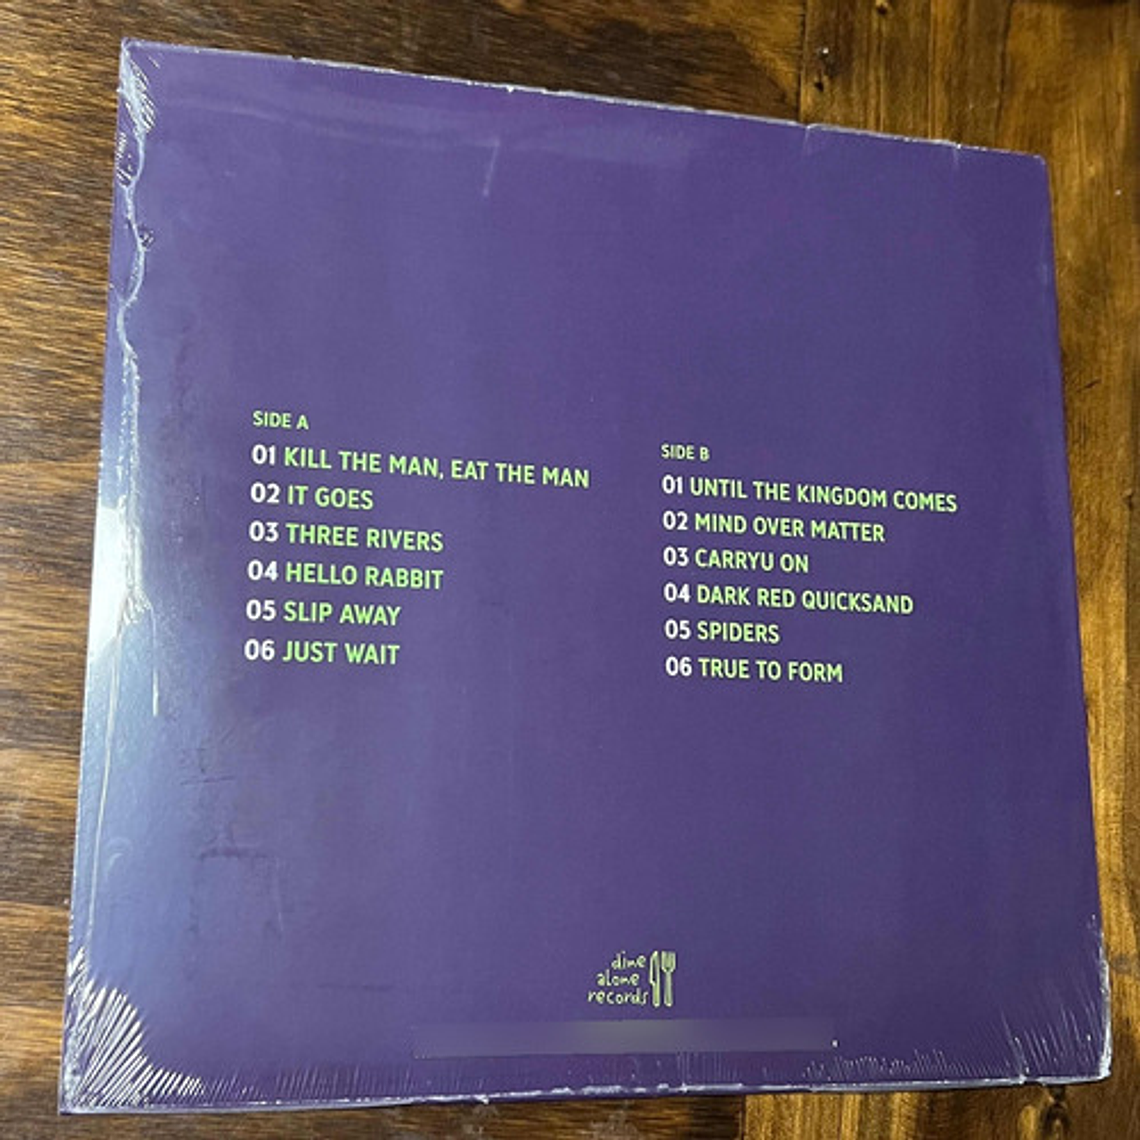 SIDE A
01 KILL THE MAN, EAT THE MAN
02 IT GOES
03 THREE RIVERS
04 HELLO RABBIT
05 SLIP AWAY
06 JUST WAIT
SIDE B
01 UNTIL THE KINGDOM COMES
02 MIND OVER MATTER
03 CARRYU ON
04 DARK RED QUICKSAND
05 SPIDERS
06 TRUE TO FORM
dine
alone
records